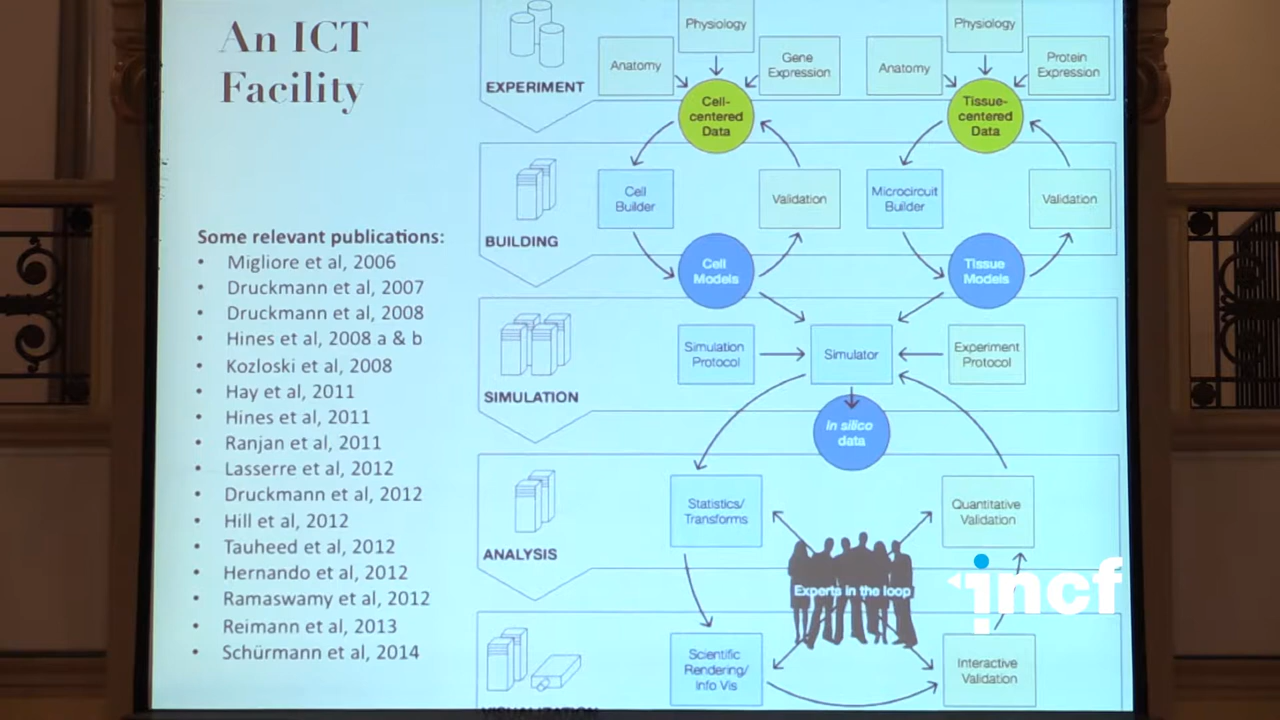 An ICT
Facility
Some relevant publications:
• Migliore et al, 2006
• Druckmann et al, 2007
• Druckmann et al, 2008
• Hines et al, 2008 a & b
• Kozloski et al, 2008
• Hay et al, 2011
• Hines et al, 2011
• Ranjan et al, 2011
• Lasserre et al, 2012
• Druckmann et al, 2012
• Hill et al, 2012
• Tauheed et al, 2012
• Hernando et al, 2012
• Ramaswamy et al, 2012
• Reimann et al, 2013
• Schürmann et al, 2014
EXPERIMENT
Physiology
Anatomy
Gene
Expression
Cell-
centered
Data
Physiology
Anatomy
Protein
Expression
Tissue-
centered
Data
BUILDING
Cell
Builder
Validation
Microcircuit
Builder
Validation
Cell
Models
Tissue
Models
SIMULATION
Simulation
Protocol
Simulator
Experiment
Protocol
In silico
data
ANALYSIS
Statistics/
Transforms
Quantitative
Validation
Experts in the loop
incf
Scientific
Rendering/
Info Vis
Interactive
Validation
VISUALIZATION